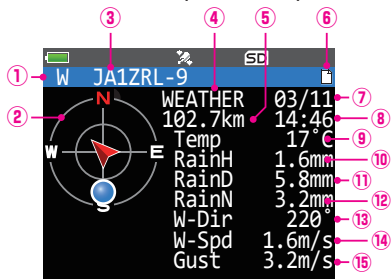 ③ ④ ⑤ ⑥
SD
① W JA1ZRL-9
② N WEATHER 03/11 ⑦
102.7km 14:46 ⑧
Temp 17°C ⑨
W E RainH 1.6mm ⑩
RainD 5.8mm ⑪
RainN 3.2mm ⑫
S W-Dir 220° ⑬
W-Spd 1.6m/s ⑭
Gust 3.2m/s ⑮